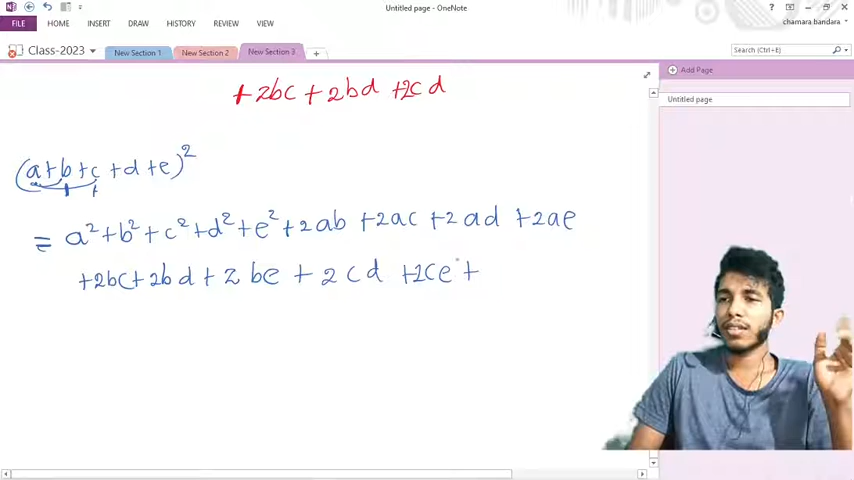 Untitled page - OneNote
chamara bandara
FILE HOME INSERT DRAW HISTORY REVIEW VIEW
Class-2023 New Section 1 New Section 2 New Section 3 +
Search (Ctrl+E)
+ 2bc + 2bd + 2cd
Add Page
Untitled page
(a+b+c+d+e)²
= a² + b² + c² + d² + e² + 2ab + 2ac + 2ad + 2ae
+ 2bc + 2bd + 2be + 2cd + 2ce +